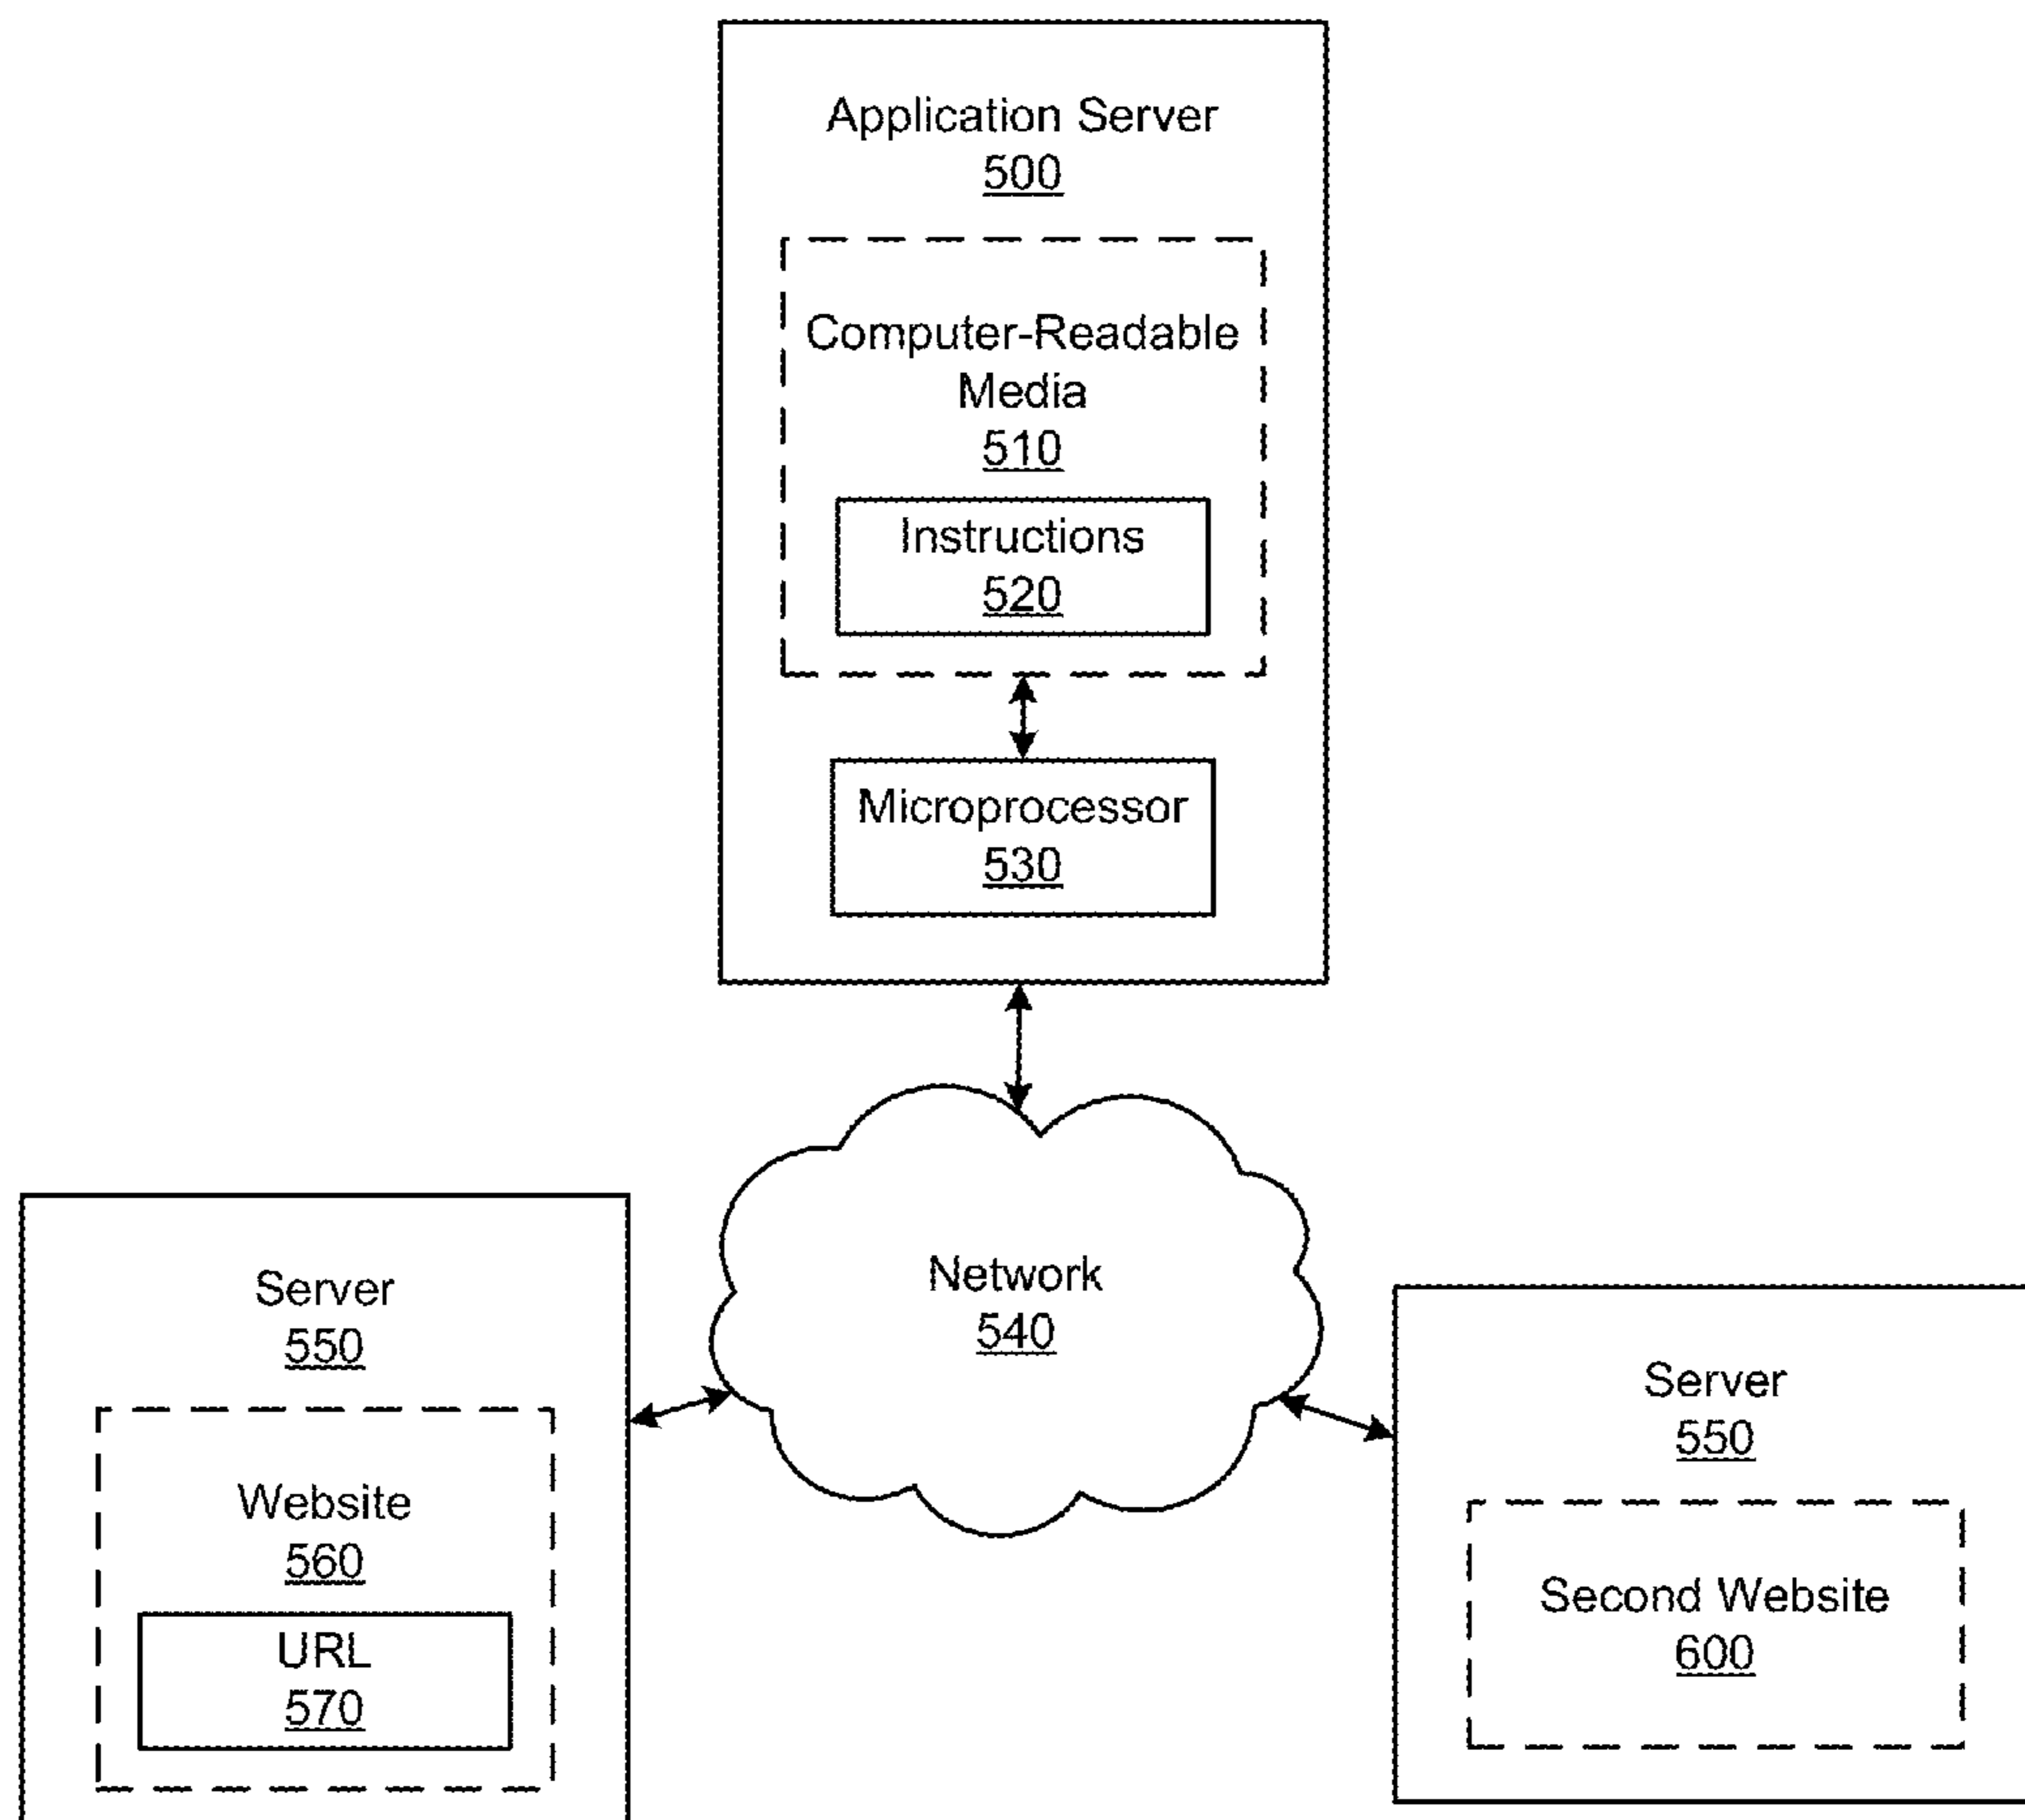 Application Server
500
Computer-Readable
Media
510
Instructions
520
Microprocessor
530
Network
540
Server
550
Website
560
URL
570
Server
550
Second Website
600